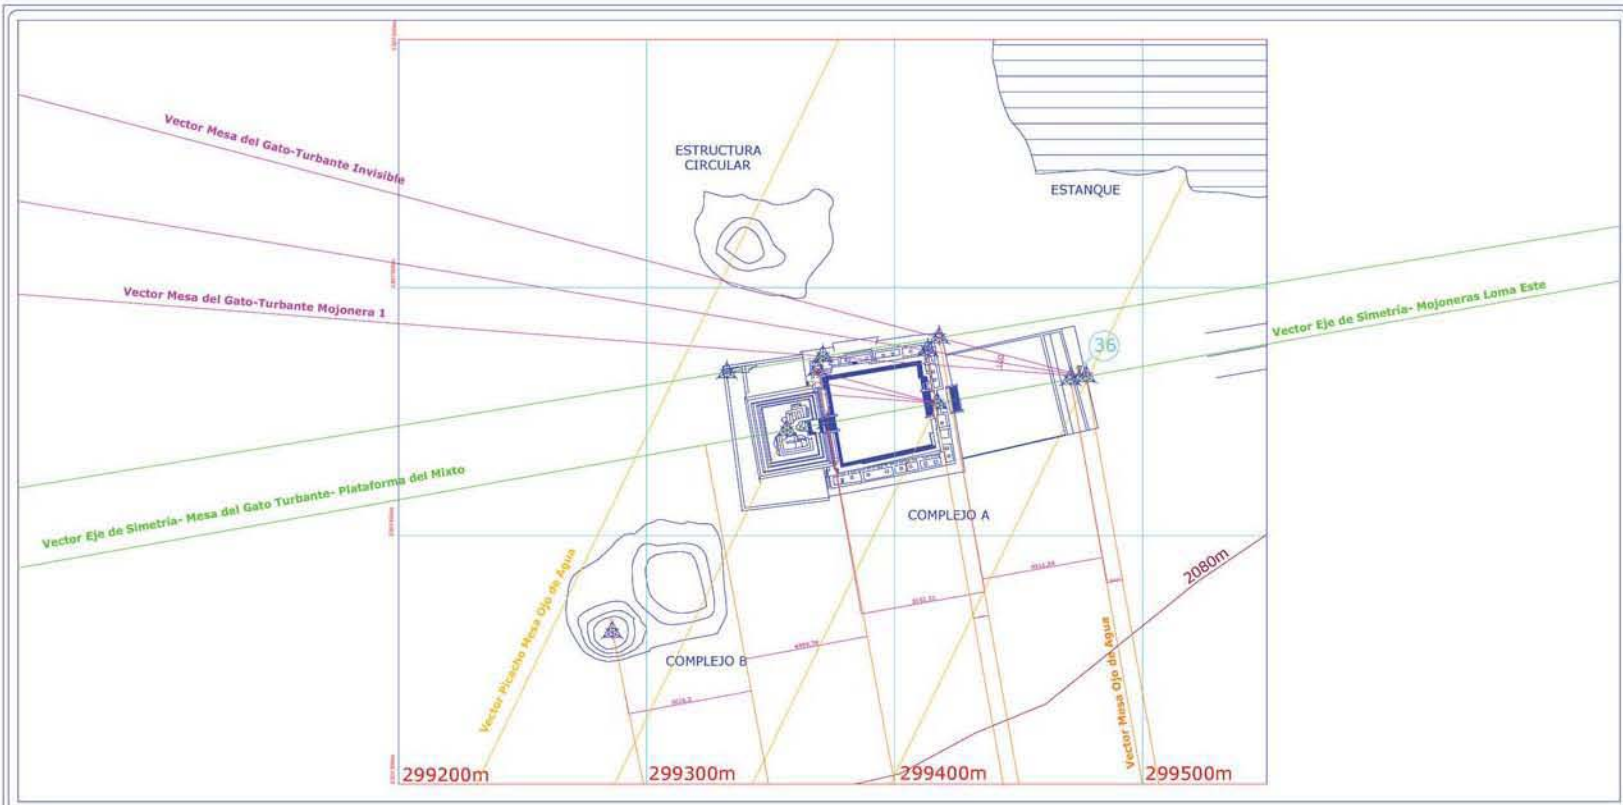 Vector Mesa del Gato-Turbante Invisible
ESTRUCTURA
CIRCULAR
ESTANQUE
Vector Mesa del Gato-Turbante Mojonera 1
Vector Eje de Simetría- Mojoneras Loma Este
36
Vector Eje de Simetría- Mesa del Gato Turbante- Plataforma del Mixto
COMPLEJO A
Vector Picacho Mesa Ojo de Agua
2080m
COMPLEJO B
Vector Mesa Ojo de Agua
299200m
299300m
299400m
299500m